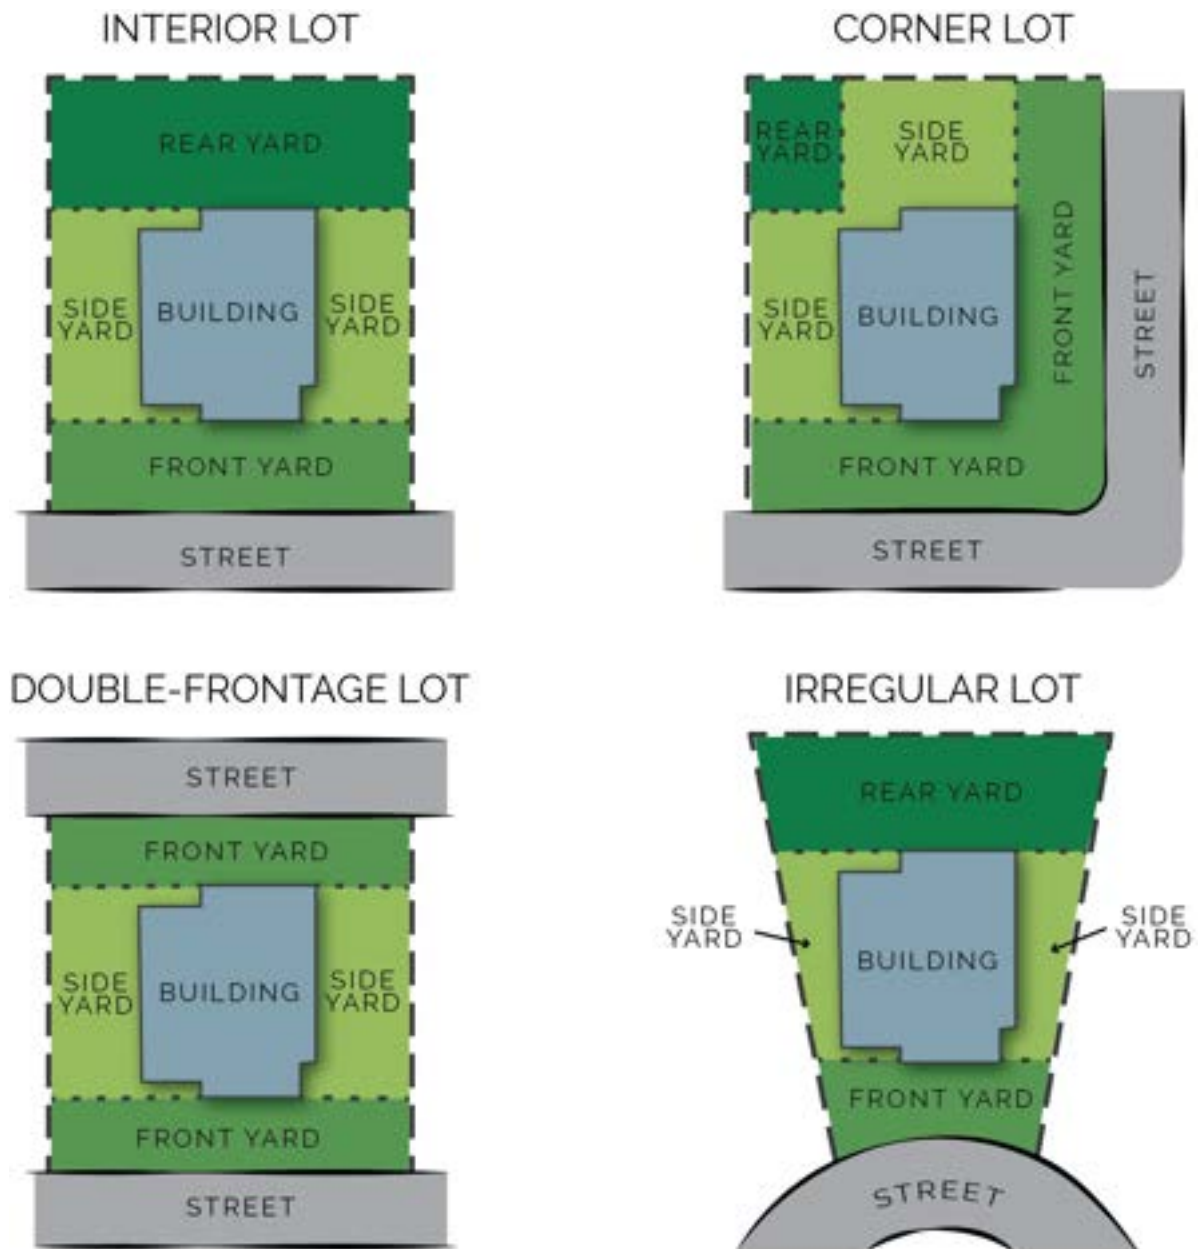 INTERIOR LOT
REAR YARD
SIDE
YARD
BUILDING
SIDE
YARD
FRONT YARD
STREET
CORNER LOT
REAR
YARD
SIDE
YARD
SIDE
YARD
BUILDING
FRONT YARD
STREET
FRONT YARD
STREET
DOUBLE-FRONTAGE LOT
STREET
FRONT YARD
SIDE
YARD
BUILDING
SIDE
YARD
FRONT YARD
STREET
IRREGULAR LOT
REAR YARD
SIDE
YARD
BUILDING
SIDE
YARD
FRONT YARD
STREET